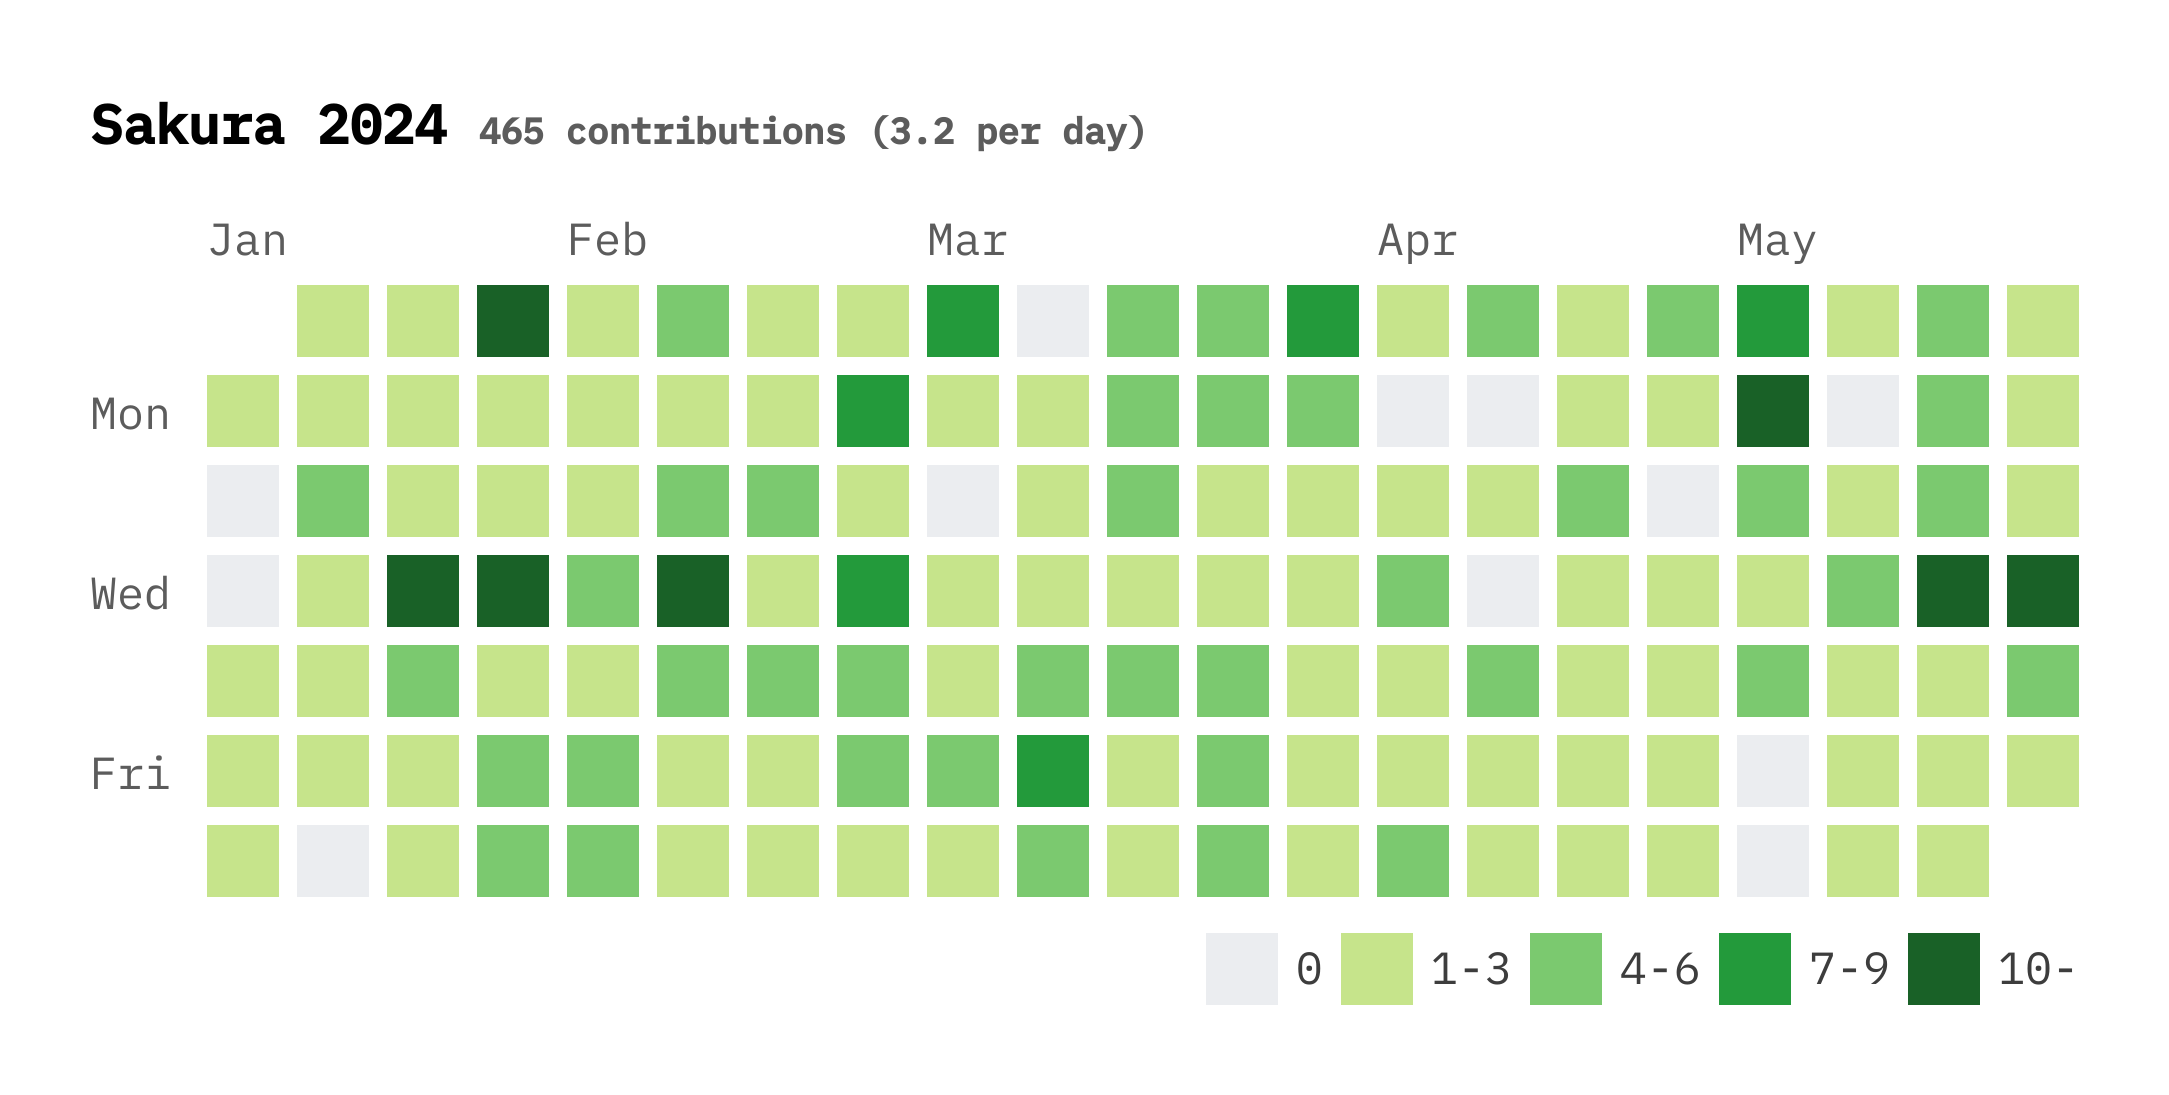 Sakura 2024 465 contributions (3.2 per day)
Jan Feb Mar Apr May
Mon
Wed
Fri
0 1-3 4-6 7-9 10-